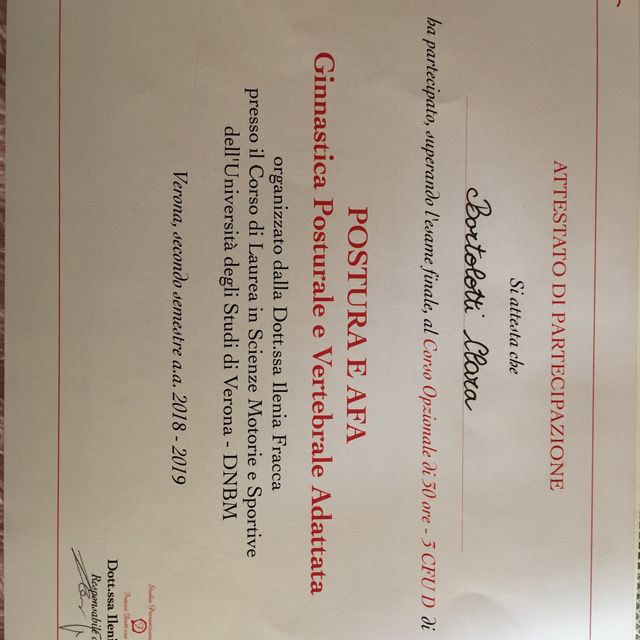 ATTESTATO DI PARTECIPAZIONE
Si attesta che
Bortolotti Clara
ha partecipato, superando l'esame finale, al Corso Opzionale di 30 ore - 3 CFU D di
POSTURA E AFA
Ginnastica Posturale e Vertebrale Adattata
organizzato dalla Dott.ssa Ilenia Fracca
presso il Corso di Laurea in Scienze Motorie e Sportive
dell'Università degli Studi di Verona - DNBM
Verona, secondo semestre a.a. 2018 - 2019
Studio
Fracca
Dott.ssa Ileni
Responsabile